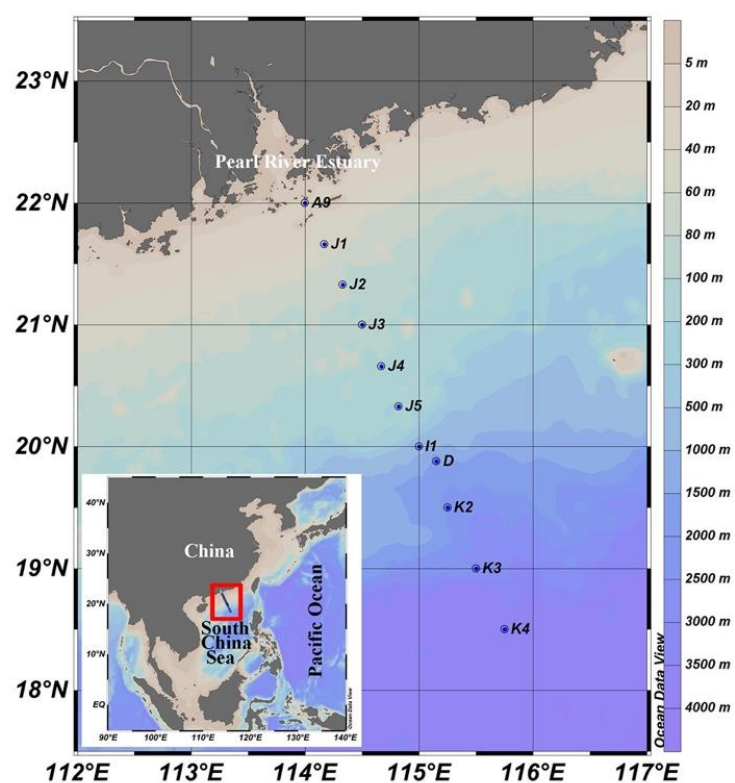 23°N
22°N
21°N
20°N
19°N
18°N
112°E
113°E
114°E
115°E
116°E
117°E
Pearl River Estuary
A9
J1
J2
J3
J4
J5
I1
D
K2
K3
K4
5 m
20 m
40 m
60 m
80 m
100 m
200 m
300 m
500 m
1000 m
1500 m
2000 m
2500 m
3000 m
3500 m
4000 m
Ocean Data View
40°N
30°N
20°N
10°N
EQ
90°E
100°E
110°E
120°E
130°E
140°E
China
South
China
Sea
Pacific Ocean
Ocean Data View